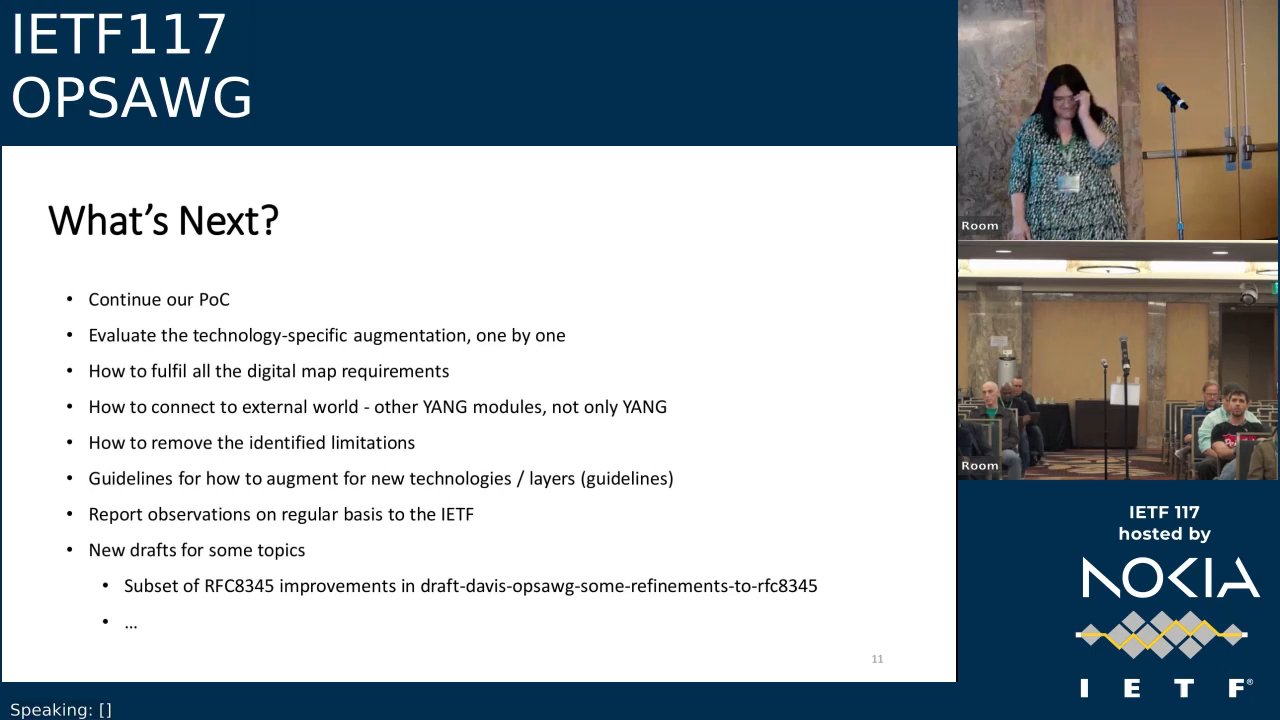 IETF117
OPSAWG
What's Next?
• Continue our PoC
• Evaluate the technology-specific augmentation, one by one
• How to fulfil all the digital map requirements
• How to connect to external world - other YANG modules, not only YANG
• How to remove the identified limitations
• Guidelines for how to augment for new technologies / layers (guidelines)
• Report observations on regular basis to the IETF
• New drafts for some topics
• Subset of RFC8345 improvements in draft-davis-opsawg-some-refinements-to-rfc8345
• ...
11
Speaking: []
Room
Room
IETF 117
hosted by
NOKIA
I E T F®